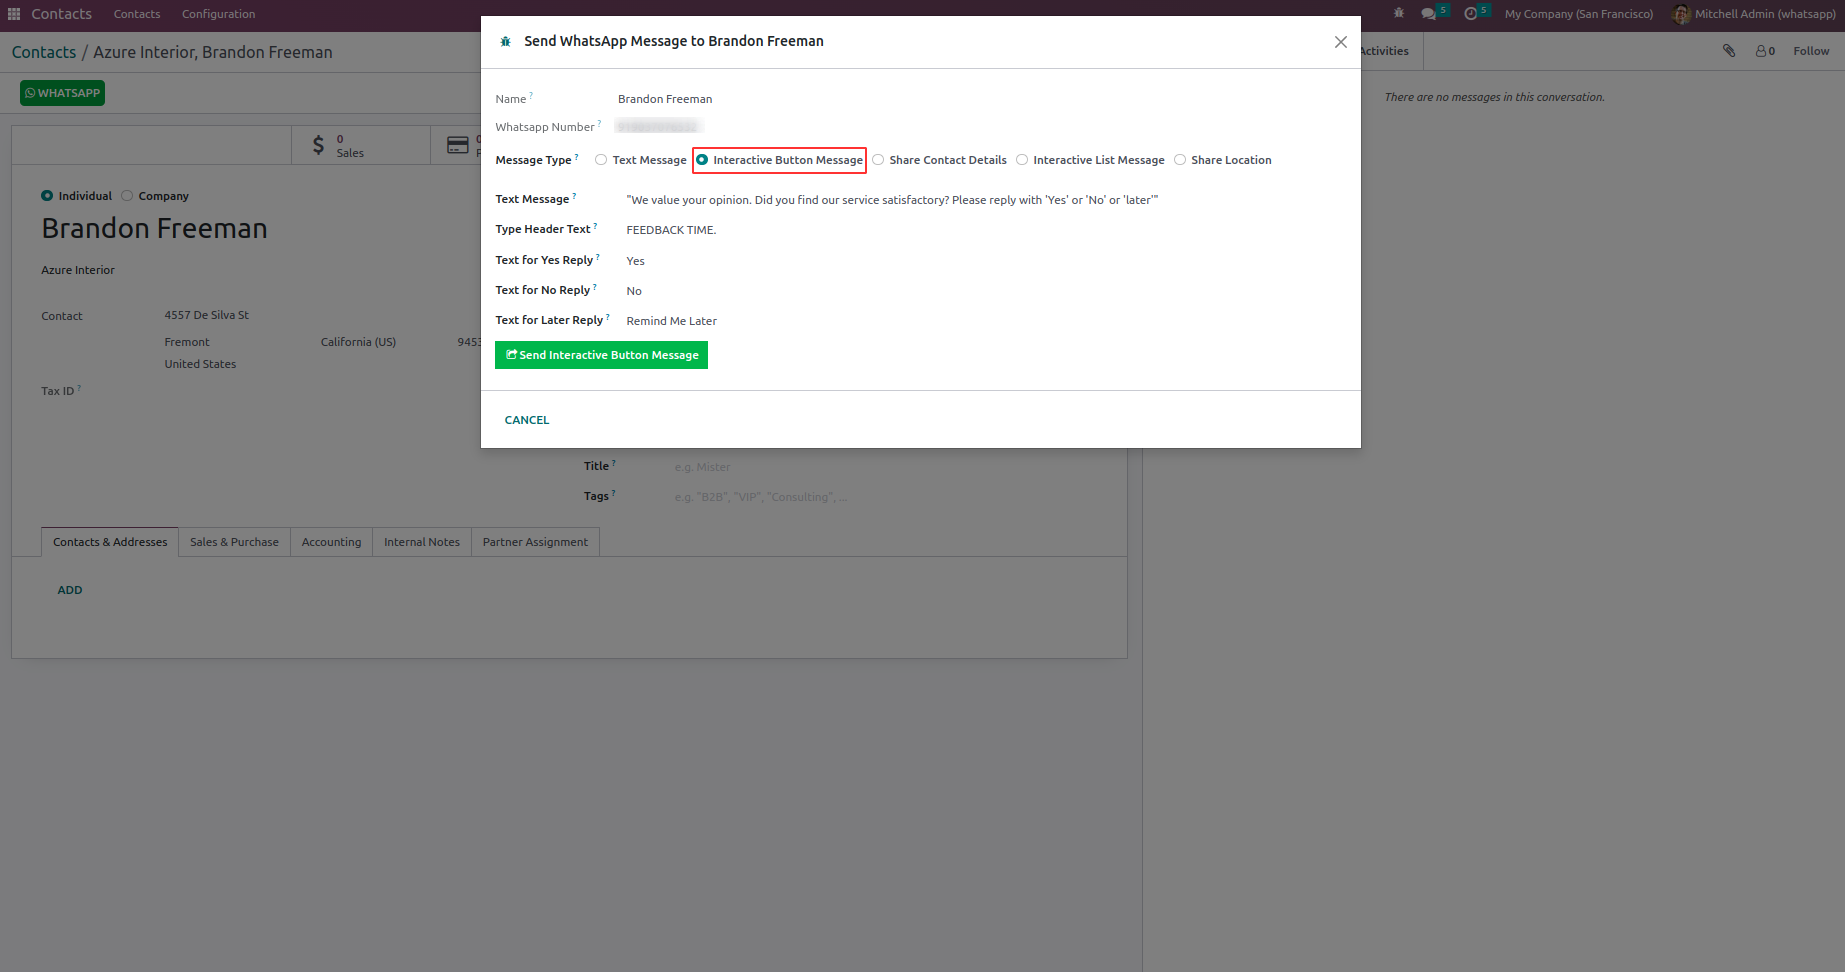 Contacts Contacts Configuration 5 5 My Company (San Francisco) Mitchell Admin (whatsapp)
Contacts / Azure Interior, Brandon Freeman
Activities 0 Follow
WHATSAPP
There are no messages in this conversation.
0
Sales
Individual Company
Brandon Freeman
Azure Interior
Contact 4557 De Silva St
Fremont California (US) 9453
United States
Tax ID ?
Send WhatsApp Message to Brandon Freeman
Name ? Brandon Freeman
Whatsapp Number ?
Message Type ? Text Message Interactive Button Message Share Contact Details Interactive List Message Share Location
Text Message ? "We value your opinion. Did you find our service satisfactory? Please reply with 'Yes' or 'No' or 'later'"
Type Header Text ? FEEDBACK TIME.
Text for Yes Reply ? Yes
Text for No Reply ? No
Text for Later Reply ? Remind Me Later
Send Interactive Button Message
CANCEL
Title ? e.g. Mister
Tags ? e.g. "B2B", "VIP", "Consulting", ...
Contacts & Addresses Sales & Purchase Accounting Internal Notes Partner Assignment
ADD